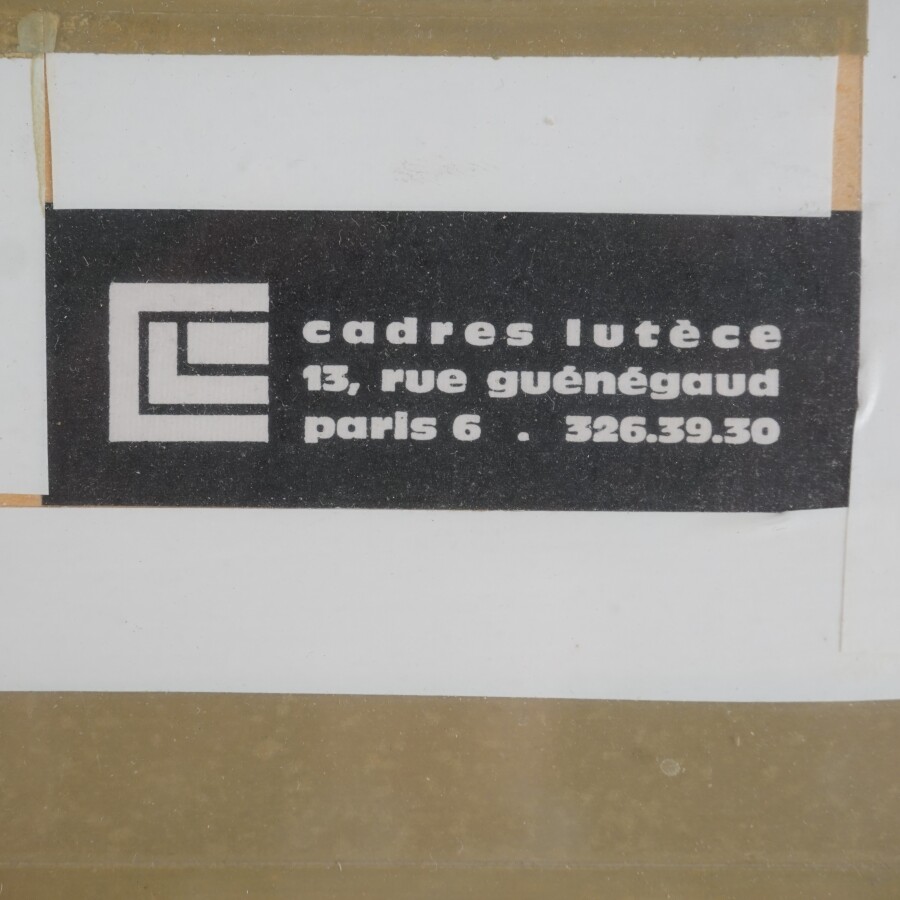 cadres lutèce
13, rue guénégaud
paris 6 . 326.39.30